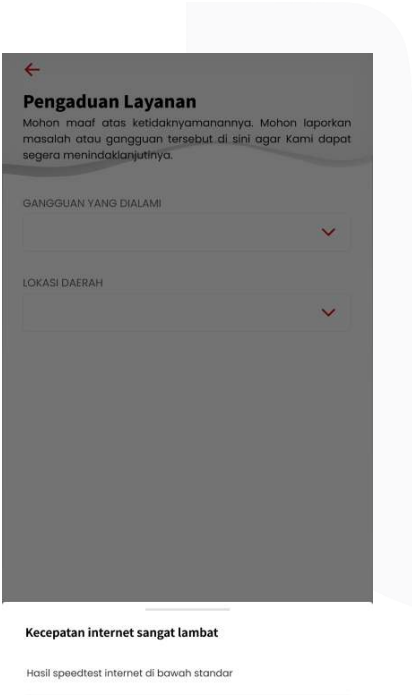 Pengaduan Layanan
Mohon maaf atas ketidaknyamanannya. Mohon laporkan
masalah atau gangguan tersebut di sini agar Kami dapat
segera menindaklanjutinya.
GANGGUAN YANG DIALAMI
LOKASI DAERAH
Kecepatan internet sangat lambat
Hasil speedtest internet di bawah standar